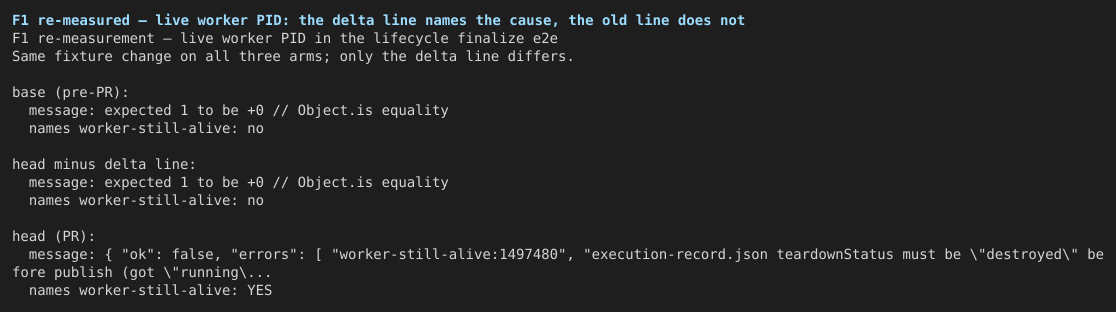 F1 re-measured — live worker PID: the delta line names the cause, the old line does not
F1 re-measurement — live worker PID in the lifecycle finalize e2e
Same fixture change on all three arms; only the delta line differs.
base (pre-PR):
message: expected 1 to be +0 // Object.is equality
names worker-still-alive: no
head minus delta line:
message: expected 1 to be +0 // Object.is equality
names worker-still-alive: no
head (PR):
message: { "ok": false, "errors": [ "worker-still-alive:1497480", "execution-record.json teardownStatus must be \"destroyed\" be
fore publish (got \"running\...
names worker-still-alive: YES